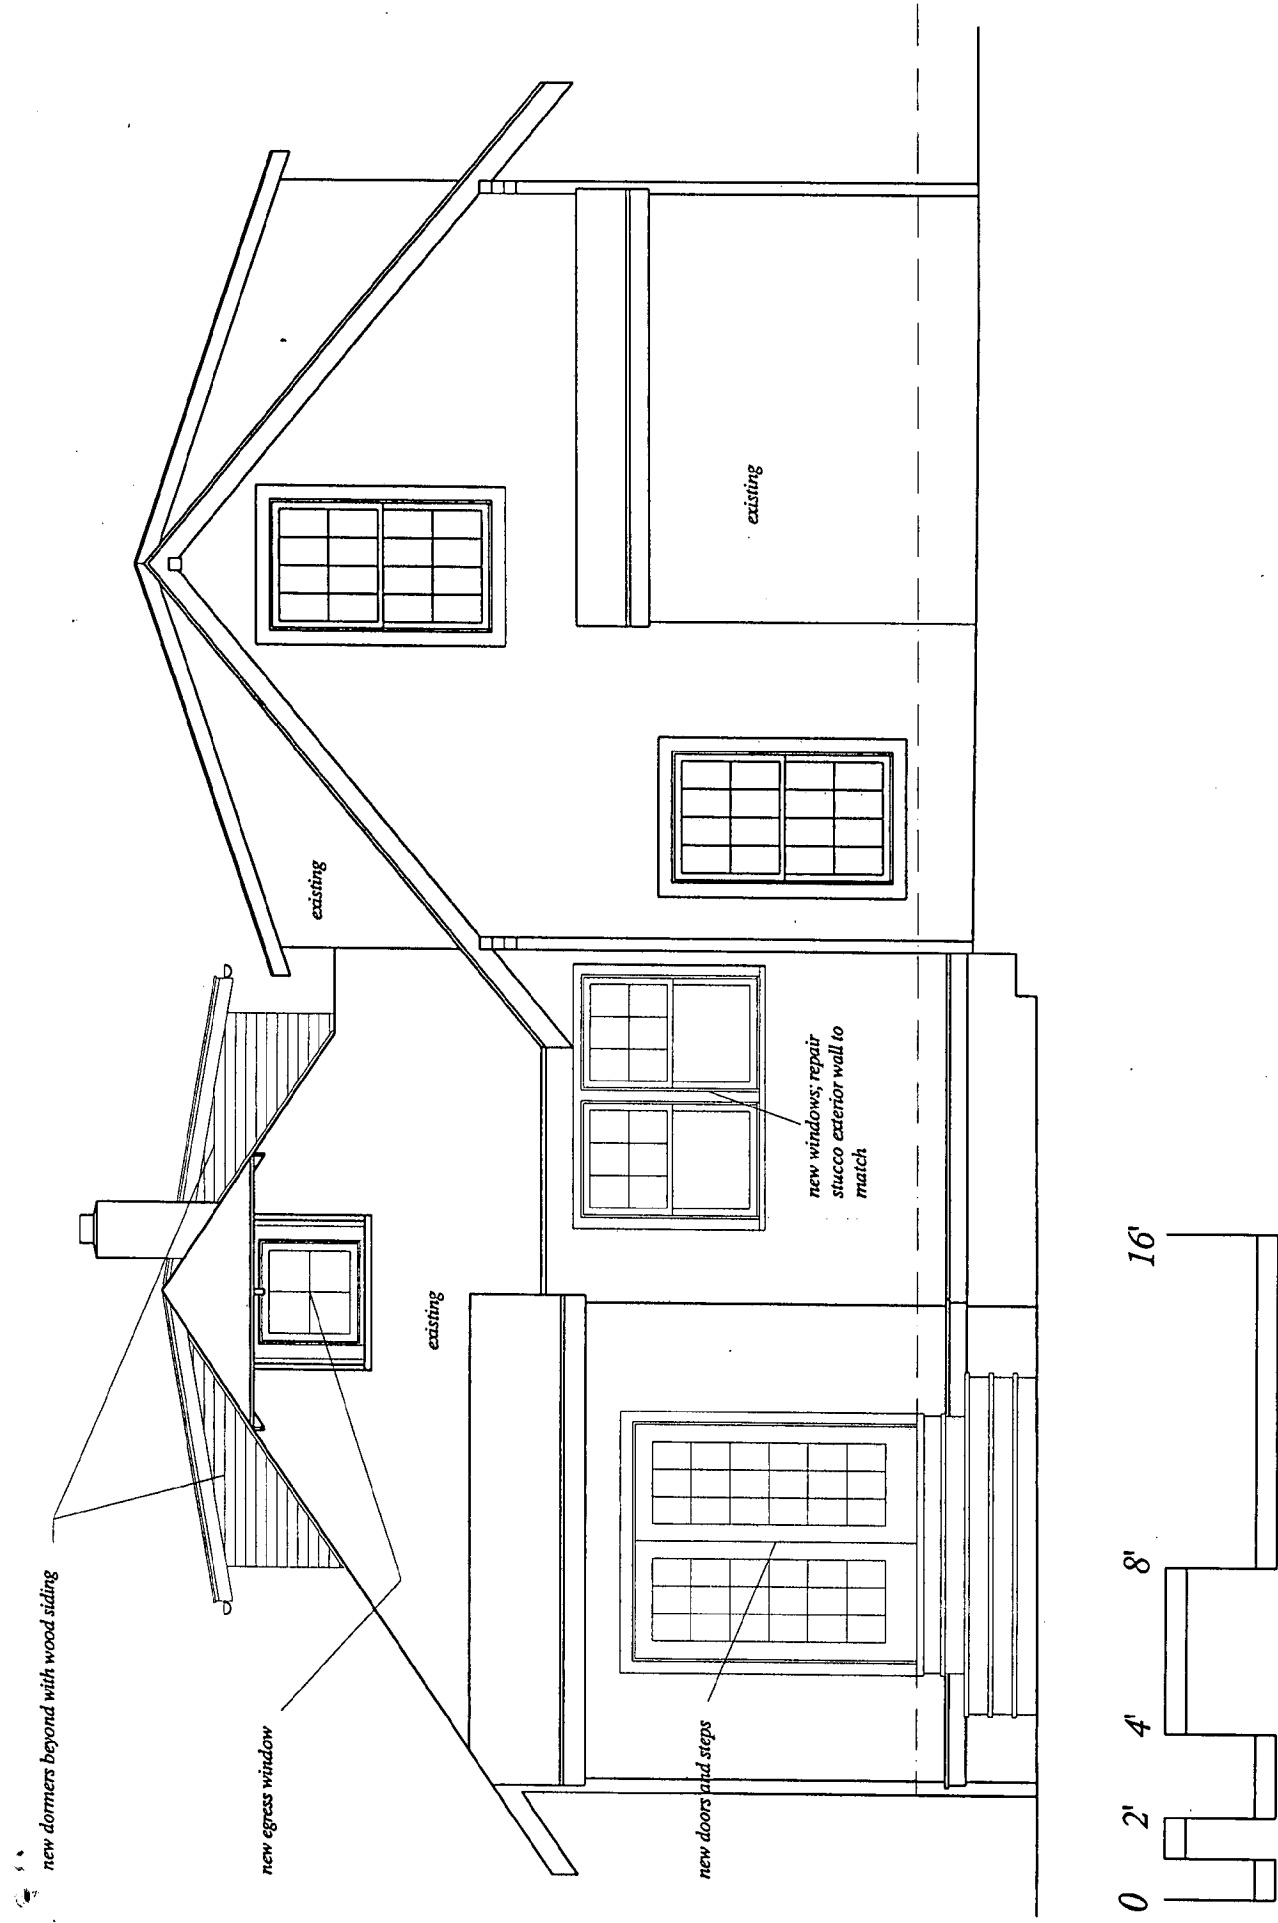 new dormers beyond with wood siding
new egress window
existing
existing
existing
new windows; repair
stucco exterior wall to
match
new doors and steps
0 2' 4' 8' 16'